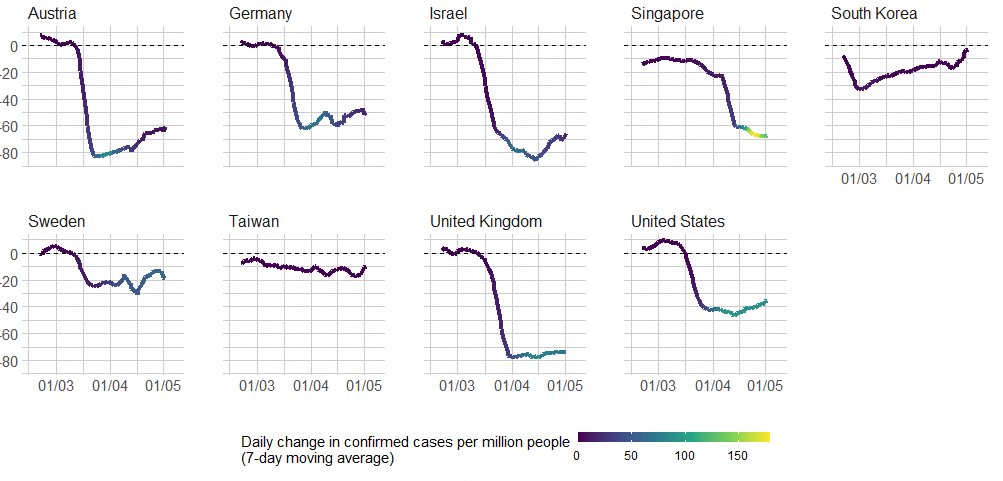 Austria Germany Israel Singapore South Korea
0
-20
-40
-60
-80
01/03 01/04 01/05
Sweden Taiwan United Kingdom United States
0
-20
-40
-60
-80
01/03 01/04 01/05 01/03 01/04 01/05 01/03 01/04 01/05 01/03 01/04 01/05
Daily change in confirmed cases per million people
(7-day moving average)
0 50 100 150